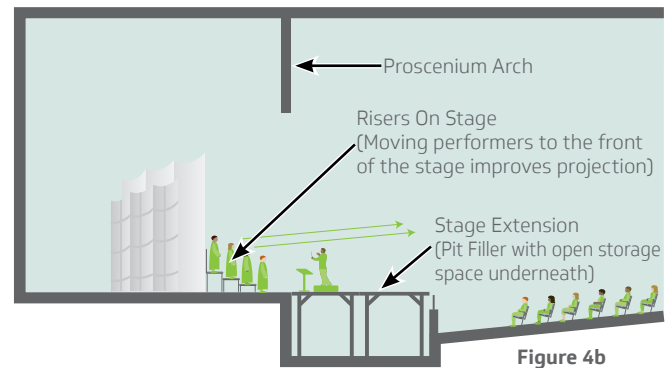 Proscenium Arch
Risers On Stage
(Moving performers to the front
of the stage improves projection)
Stage Extension
(Pit Filler with open storage
space underneath)
Figure 4b